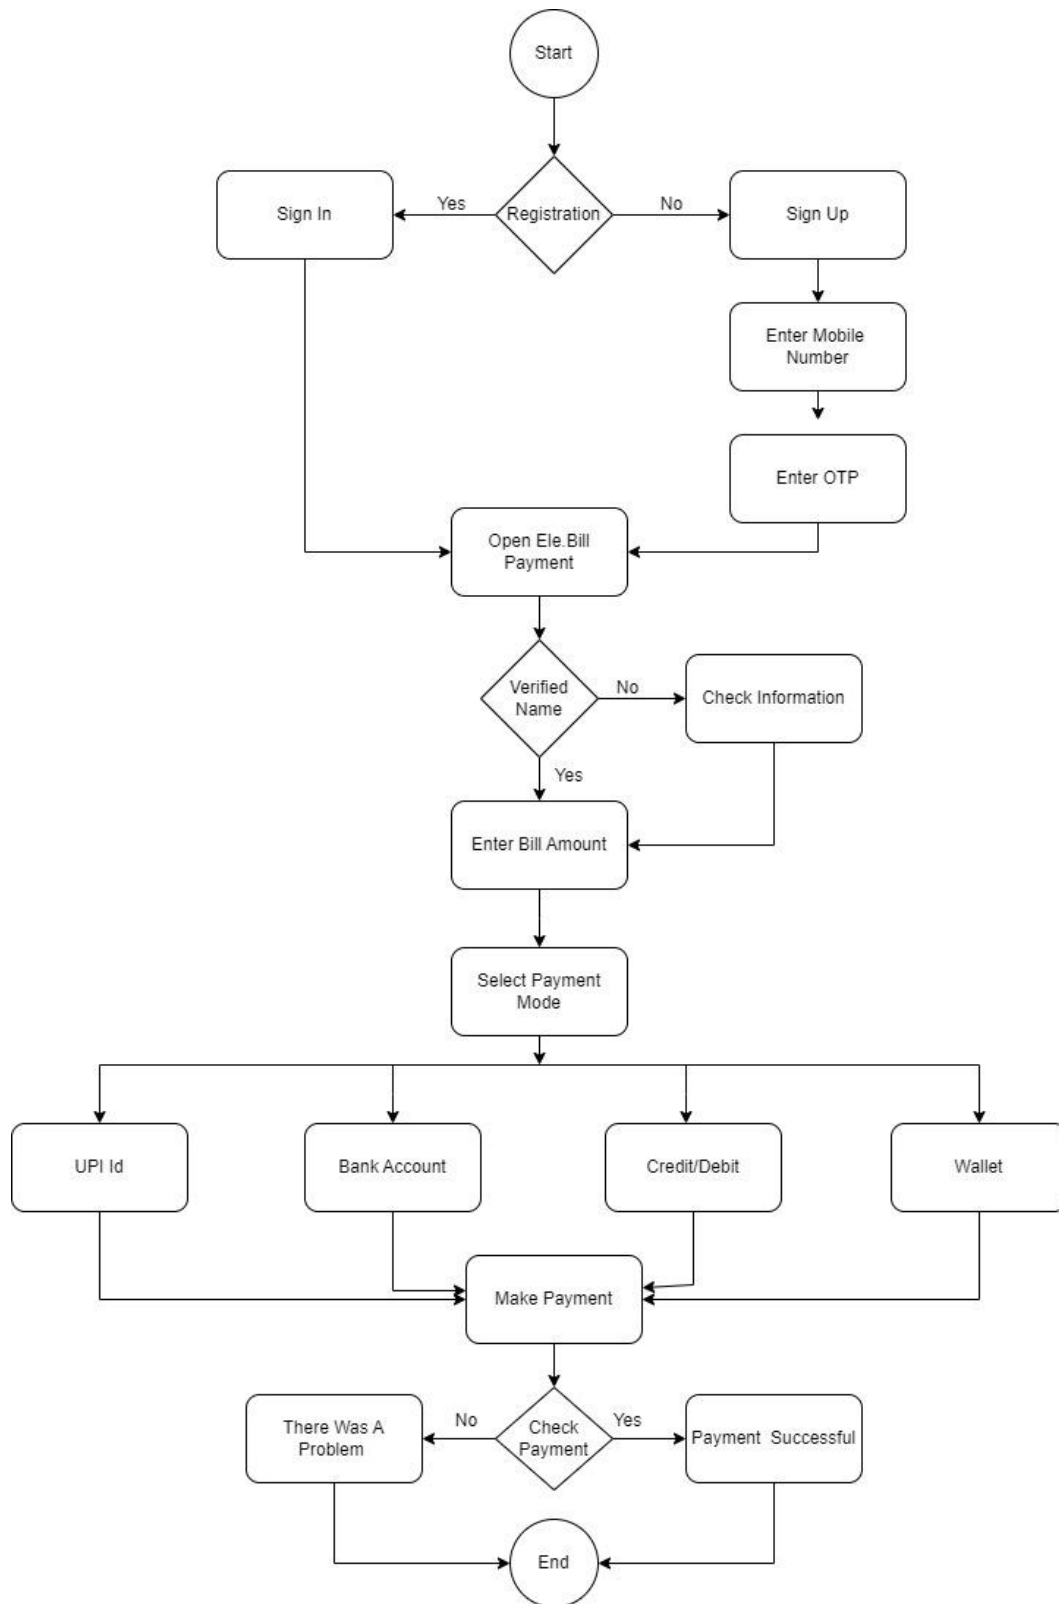 Start
Sign In
Yes
Registration
No
Sign Up
Enter Mobile
Number
Enter OTP
Open Ele.Bill
Payment
Verified
Name
No
Check Information
Yes
Enter Bill Amount
Select Payment
Mode
UPI Id
Bank Account
Credit/Debit
Wallet
Make Payment
There Was A
Problem
No
Check
Payment
Yes
Payment Successful
End